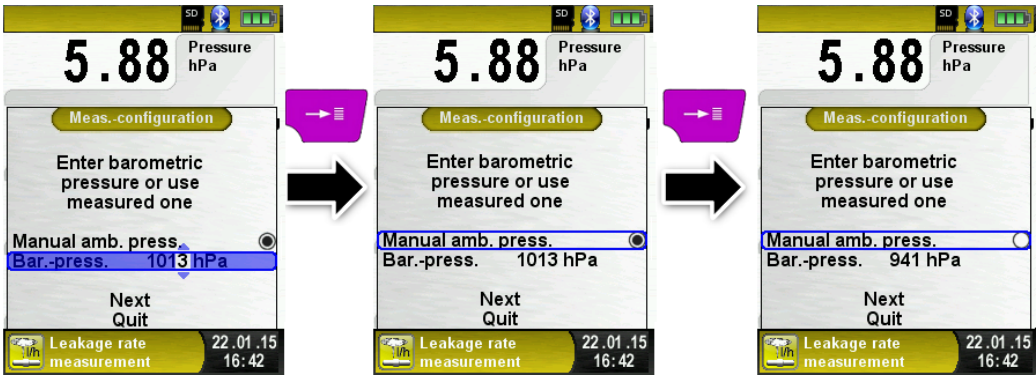 SD
5.88
Pressure
hPa
Meas.-configuration
Enter barometric
pressure or use
measured one
Manual amb. press.
Bar.-press. 1013 hPa
Next
Quit
l/h
Leakage rate
measurement
22.01.15
16:42
SD
5.88
Pressure
hPa
Meas.-configuration
Enter barometric
pressure or use
measured one
Manual amb. press.
Bar.-press. 1013 hPa
Next
Quit
l/h
Leakage rate
measurement
22.01.15
16:42
SD
5.88
Pressure
hPa
Meas.-configuration
Enter barometric
pressure or use
measured one
Manual amb. press.
Bar.-press. 941 hPa
Next
Quit
l/h
Leakage rate
measurement
22.01.15
16:42